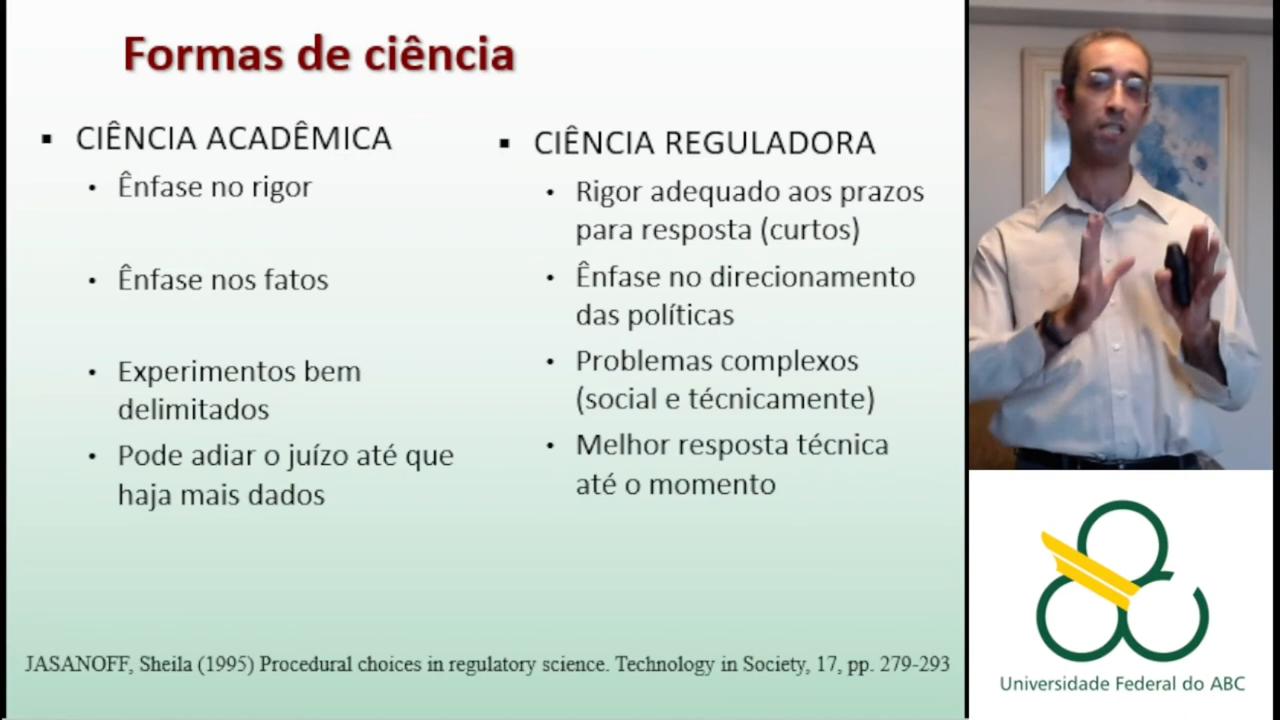 Formas de ciência
▪ CIÊNCIA ACADÊMICA
• Ênfase no rigor
• Ênfase nos fatos
• Experimentos bem
delimitados
• Pode adiar o juízo até que
haja mais dados
▪ CIÊNCIA REGULADORA
• Rigor adequado aos prazos
para resposta (curtos)
• Ênfase no direcionamento
das políticas
• Problemas complexos
(social e técnicamente)
• Melhor resposta técnica
até o momento
JASANOFF, Sheila (1995) Procedural choices in regulatory science. Technology in Society, 17, pp. 279-293
Universidade Federal do ABC